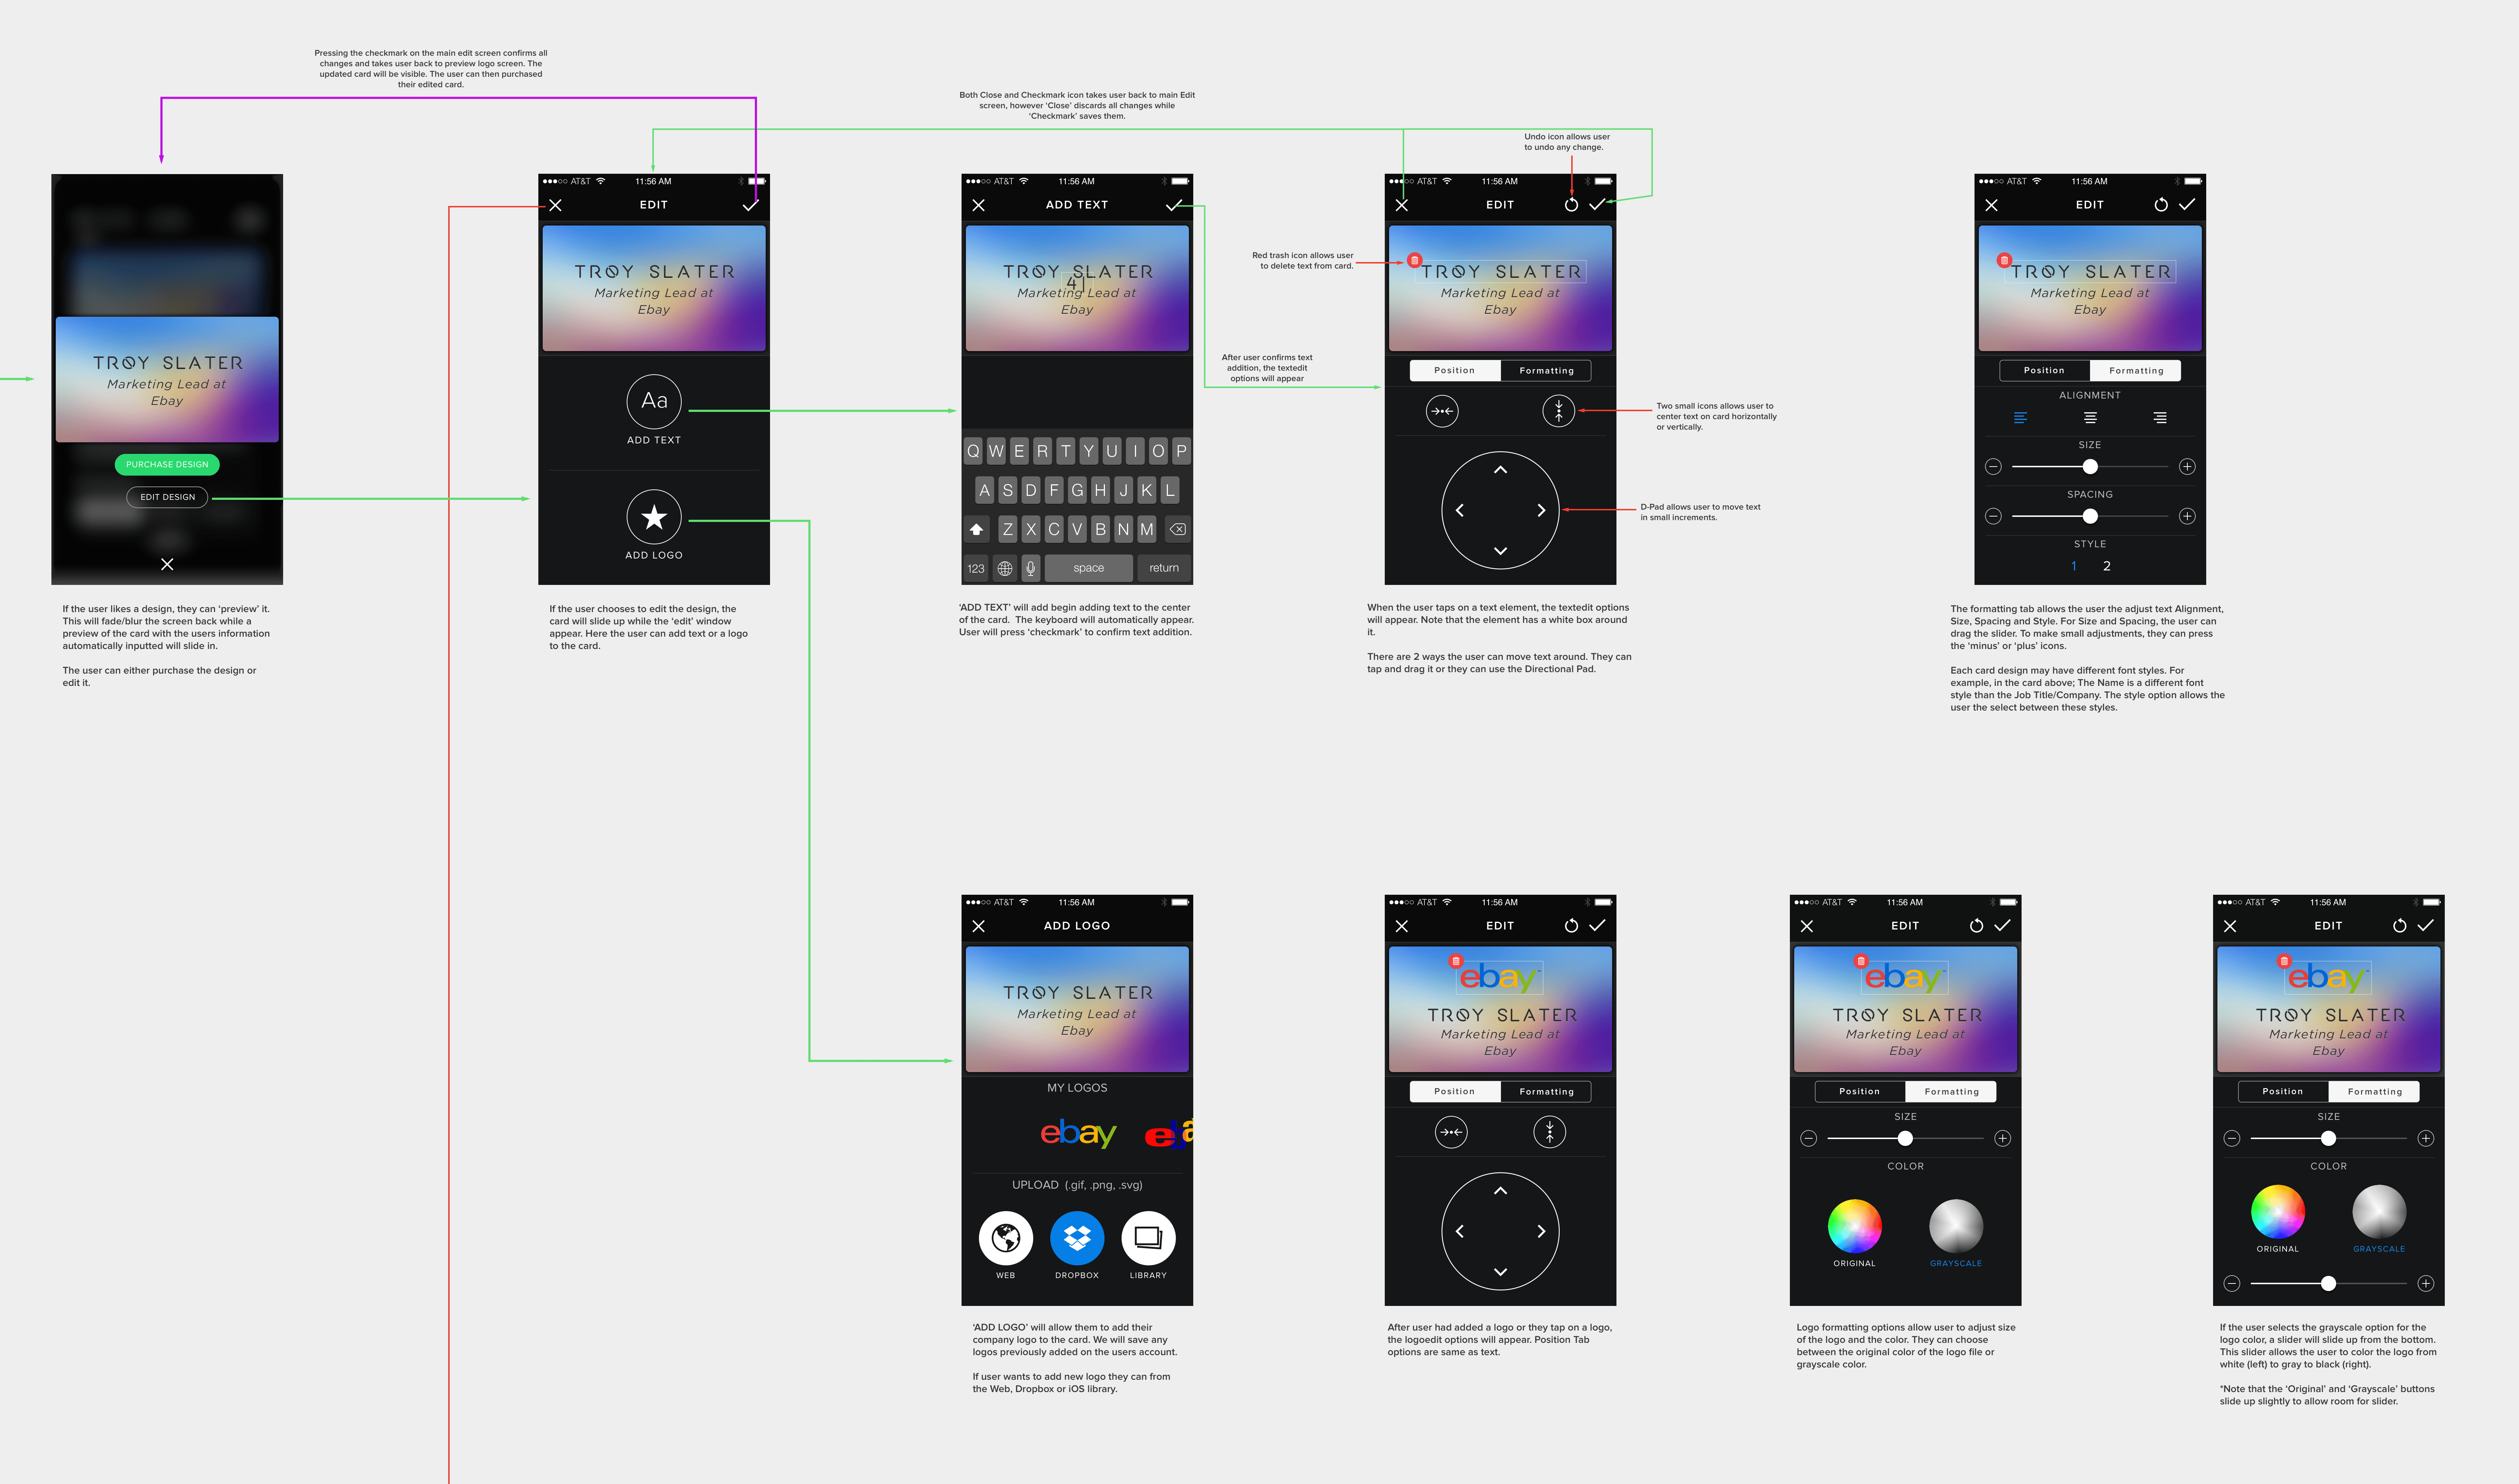 Pressing the checkmark on the main edit screen confirms all
changes and takes user back to preview logo screen. The
updated card will be visible. The user can then purchased
their edited card.
Both Close and Checkmark icon takes user back to main Edit
screen, however ‘Close’ discards all changes while
‘Checkmark’ saves them.
Undo icon allows user
to undo any change.
TROY SLATER
Marketing Lead at
Ebay
PURCHASE DESIGN
EDIT DESIGN
If the user likes a design, they can ‘preview’ it.
This will fade/blur the screen back while a
preview of the card with the users information
automatically inputted will slide in.
The user can either purchase the design or
edit it.
AT&T 11:56 AM
EDIT
TROY SLATER
Marketing Lead at
Ebay
Aa
ADD TEXT
ADD LOGO
If the user chooses to edit the design, the
card will slide up while the ‘edit’ window
appear. Here the user can add text or a logo
to the card.
AT&T 11:56 AM
ADD TEXT
TROY SLATER
4
Marketing Lead at
Ebay
Q W E R T Y U I O P
A S D F G H J K L
Z X C V B N M
123 space return
‘ADD TEXT’ will add begin adding text to the center
of the card. The keyboard will automatically appear.
User will press ‘checkmark’ to confirm text addition.
Red trash icon allows user
to delete text from card.
After user confirms text
addition, the textedit
options will appear
AT&T 11:56 AM
EDIT
TROY SLATER
Marketing Lead at
Ebay
Position Formatting
Two small icons allows user to
center text on card horizontally
or vertically.
D-Pad allows user to move text
in small increments.
When the user taps on a text element, the textedit options
will appear. Note that the element has a white box around
it.
There are 2 ways the user can move text around. They can
tap and drag it or they can use the Directional Pad.
AT&T 11:56 AM
EDIT
TROY SLATER
Marketing Lead at
Ebay
Position Formatting
ALIGNMENT
SIZE
SPACING
STYLE
1 2
The formatting tab allows the user the adjust text Alignment,
Size, Spacing and Style. For Size and Spacing, the user can
drag the slider. To make small adjustments, they can press
the ‘minus’ or ‘plus’ icons.
Each card design may have different font styles. For
example, in the card above; The Name is a different font
style than the Job Title/Company. The style option allows the
user the select between these styles.
AT&T 11:56 AM
ADD LOGO
TROY SLATER
Marketing Lead at
Ebay
MY LOGOS
ebay eba
UPLOAD (.gif, .png, .svg)
WEB DROPBOX LIBRARY
‘ADD LOGO’ will allow them to add their
company logo to the card. We will save any
logos previously added on the users account.
If user wants to add new logo they can from
the Web, Dropbox or iOS library.
AT&T 11:56 AM
EDIT
ebay
TROY SLATER
Marketing Lead at
Ebay
Position Formatting
After user had added a logo or they tap on a logo,
the logoedit options will appear. Position Tab
options are same as text.
AT&T 11:56 AM
EDIT
ebay
TROY SLATER
Marketing Lead at
Ebay
Position Formatting
SIZE
COLOR
ORIGINAL GRAYSCALE
Logo formatting options allow user to adjust size
of the logo and the color. They can choose
between the original color of the logo file or
grayscale color.
AT&T 11:56 AM
EDIT
ebay
TROY SLATER
Marketing Lead at
Ebay
Position Formatting
SIZE
COLOR
ORIGINAL GRAYSCALE
If the user selects the grayscale option for the
logo color, a slider will slide up from the bottom.
This slider allows the user to color the logo from
white (left) to gray to black (right).
*Note that the ‘Original’ and ‘Grayscale’ buttons
slide up slightly to allow room for slider.